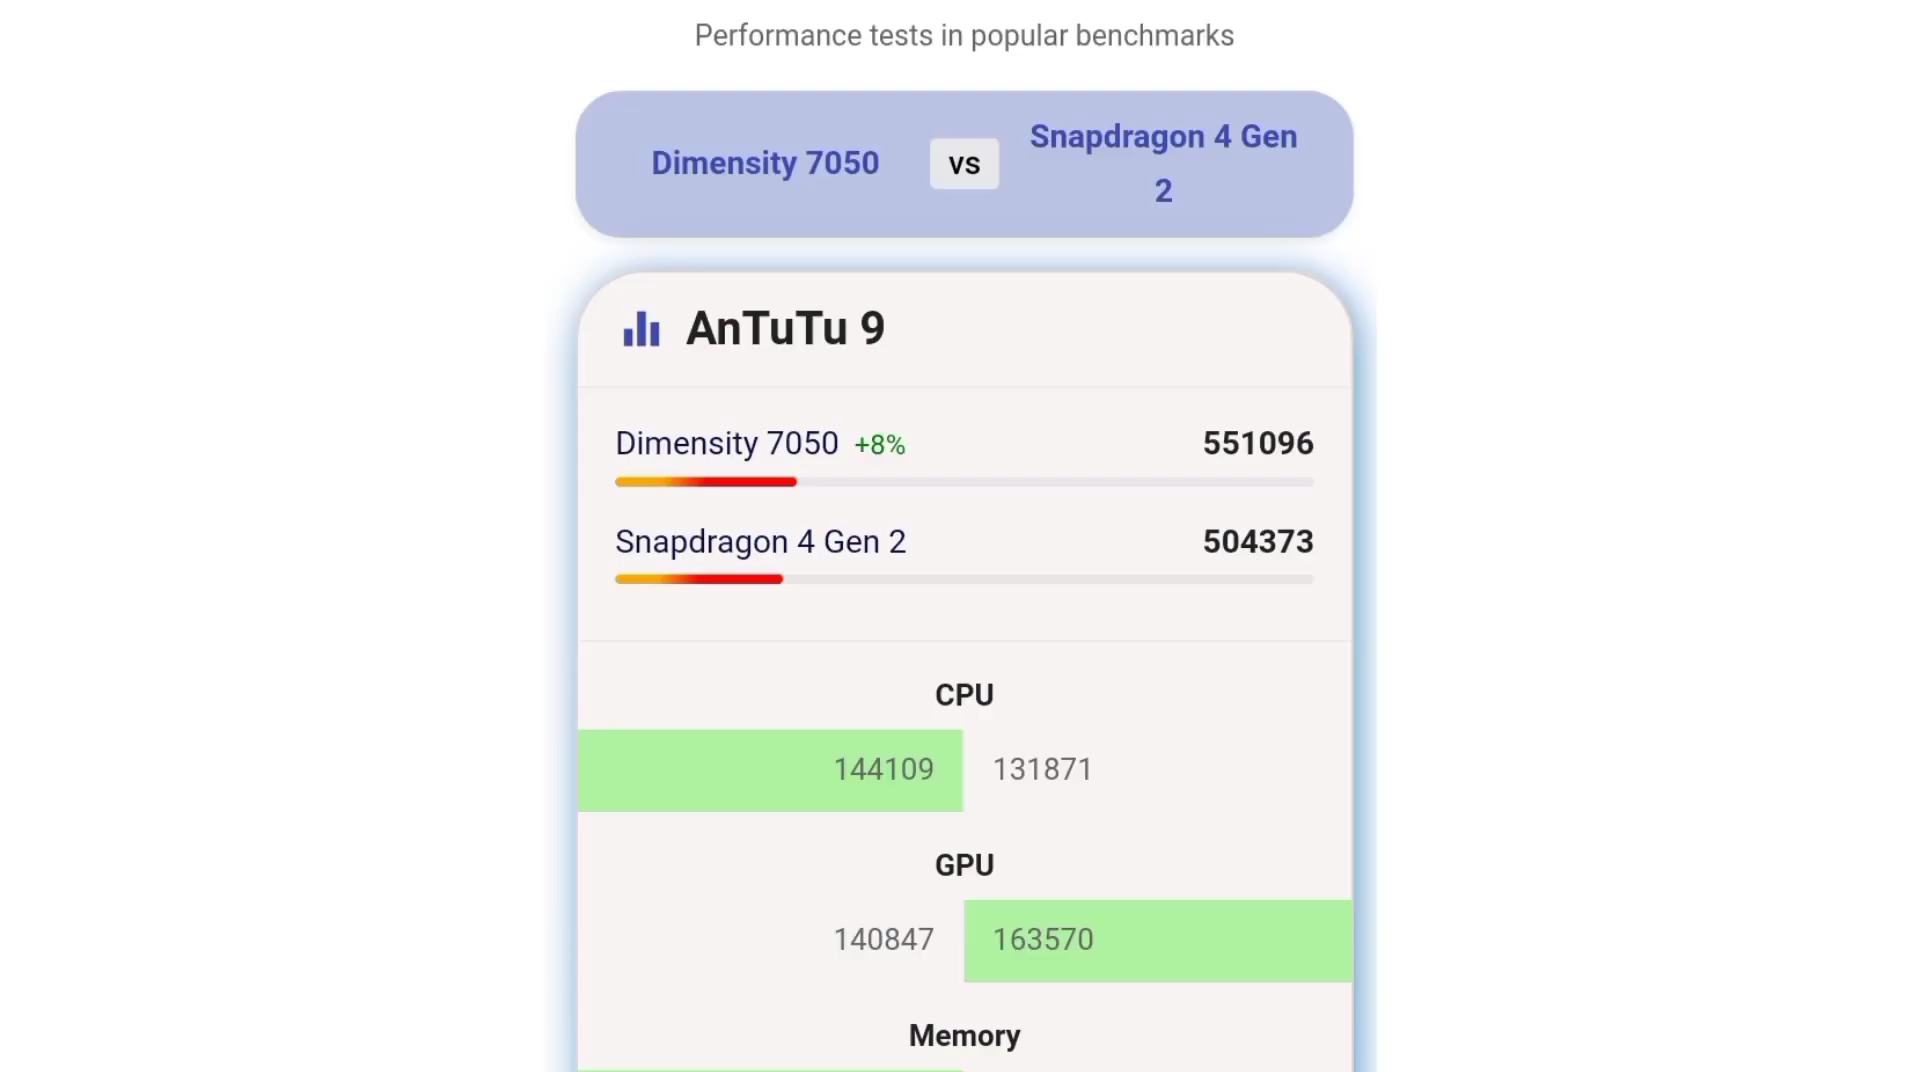 Performance tests in popular benchmarks
Dimensity 7050
VS
Snapdragon 4 Gen
2
AnTuTu 9
Dimensity 7050 +8% 551096
Snapdragon 4 Gen 2 504373
CPU
144109 131871
GPU
140847 163570
Memory